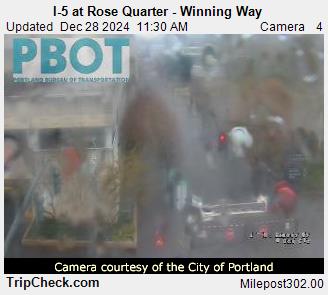 I-5 at Rose Quarter - Winning Way
Updated Dec 28 2024 11:30 AM Camera 4
PBOT
PORTLAND BUREAU OF TRANSPORTATION
Camera courtesy of the City of Portland
TripCheck.com Milepost302.00